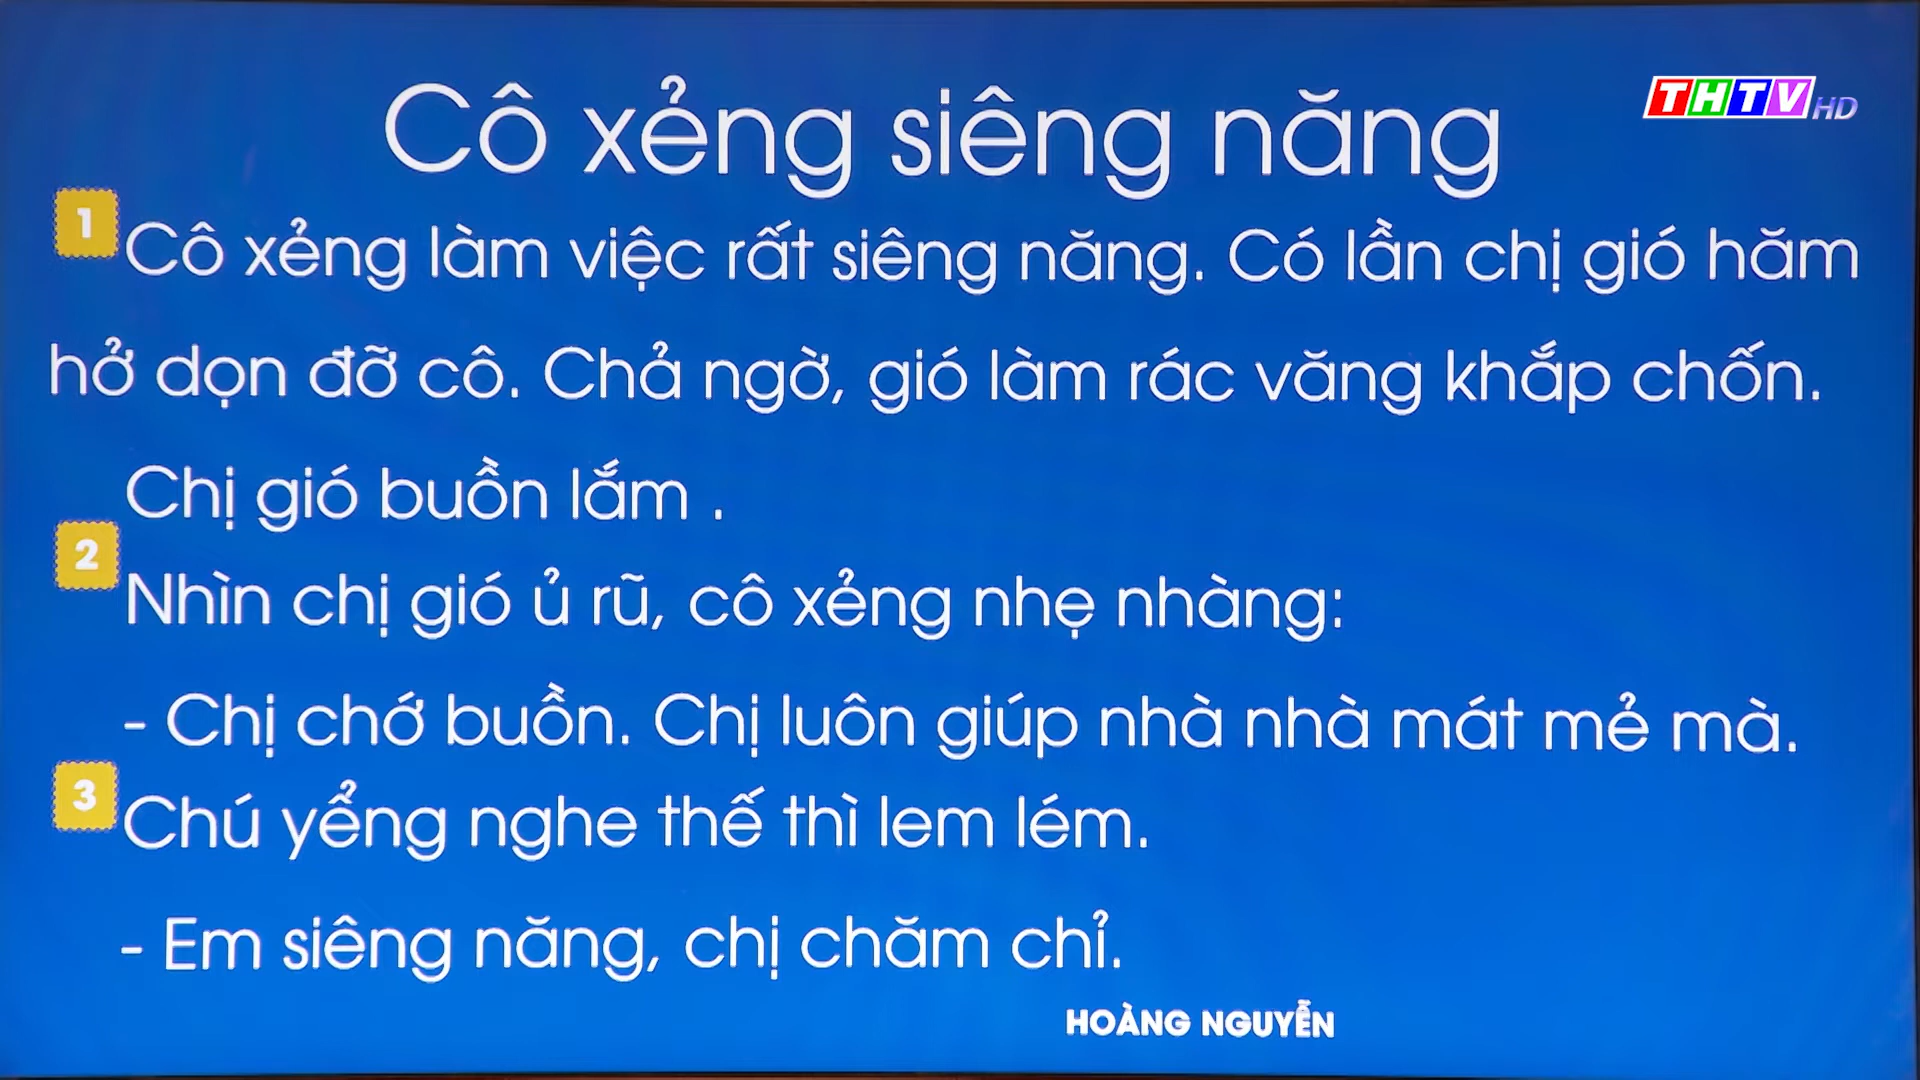 Cô xẻng siêng năng
THTV HD
1
Cô xẻng làm việc rất siêng năng. Có lần chị gió hăm
hở dọn đỡ cô. Chả ngờ, gió làm rác văng khắp chốn.
Chị gió buồn lắm .
2
Nhìn chị gió ủ rũ, cô xẻng nhẹ nhàng:
- Chị chớ buồn. Chị luôn giúp nhà nhà mát mẻ mà.
3
Chú yểng nghe thế thì lem lém.
- Em siêng năng, chị chăm chỉ.
HOÀNG NGUYỄN